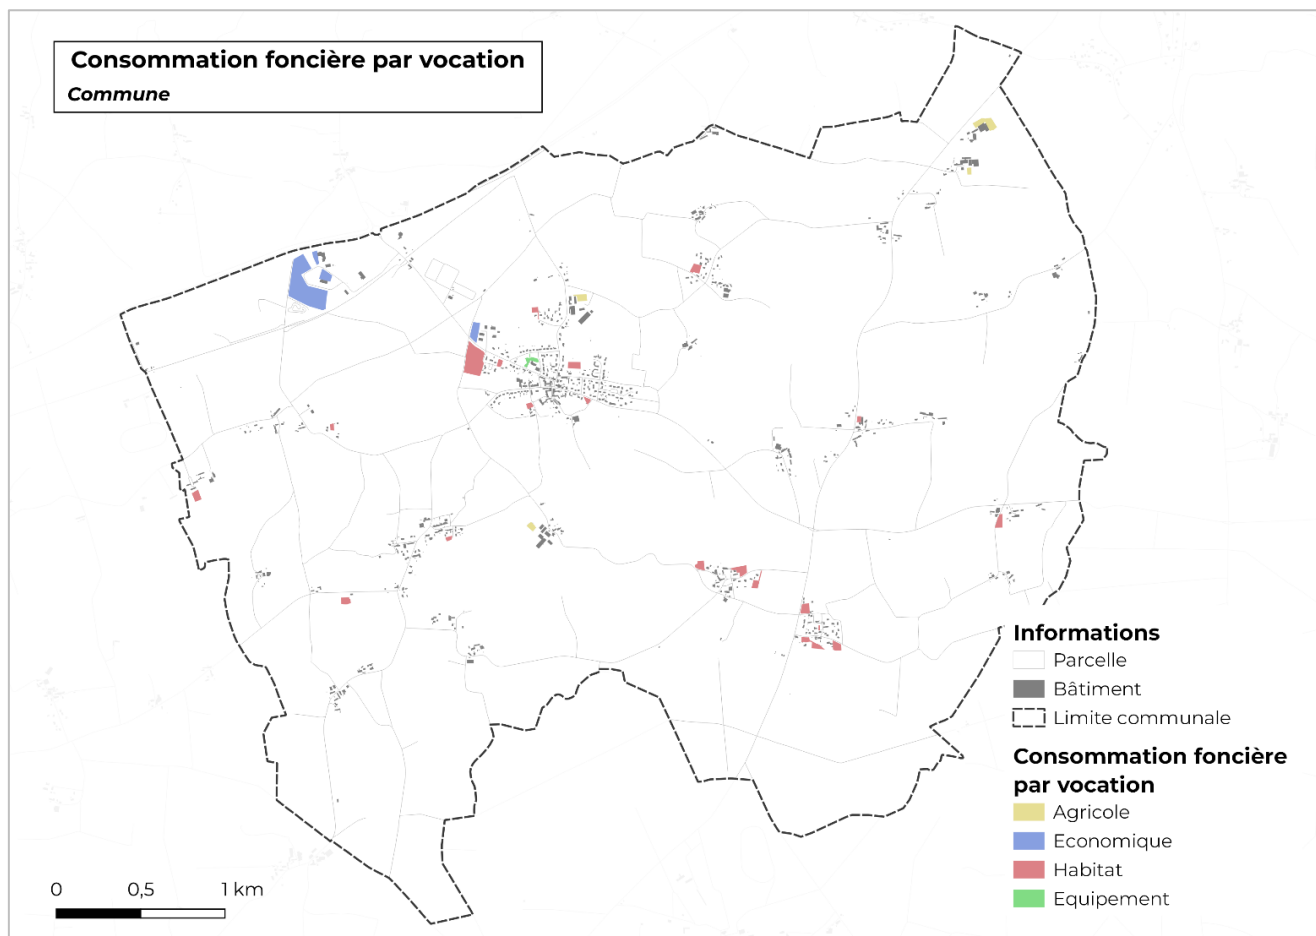 Consommation foncière par vocation
Commune
Informations
Parcelle
Bâtiment
Limite communale
Consommation foncière
par vocation
Agricole
Economique
Habitat
Equipement
0 0,5 1 km